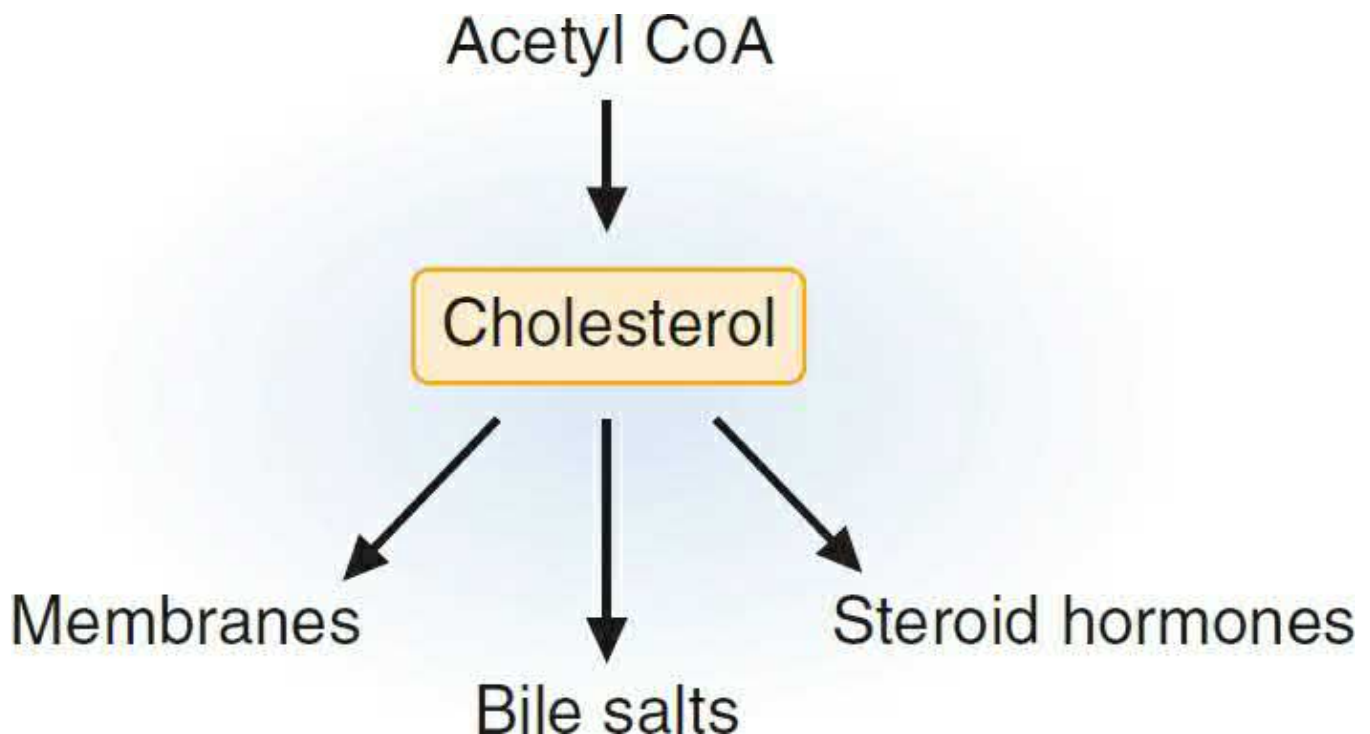 Acetyl CoA
Cholesterol
Membranes
Steroid hormones
Bile salts